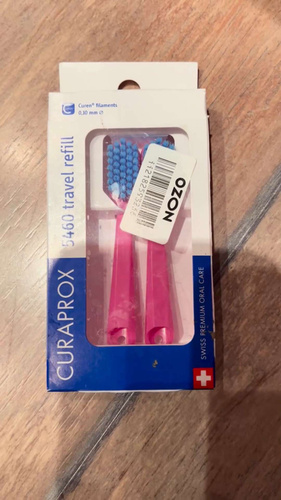 Curen® filaments
0,10 mm ∅
5460 travel refill
CURAPROX
OZON
SWISS PREMIUM ORAL CARE